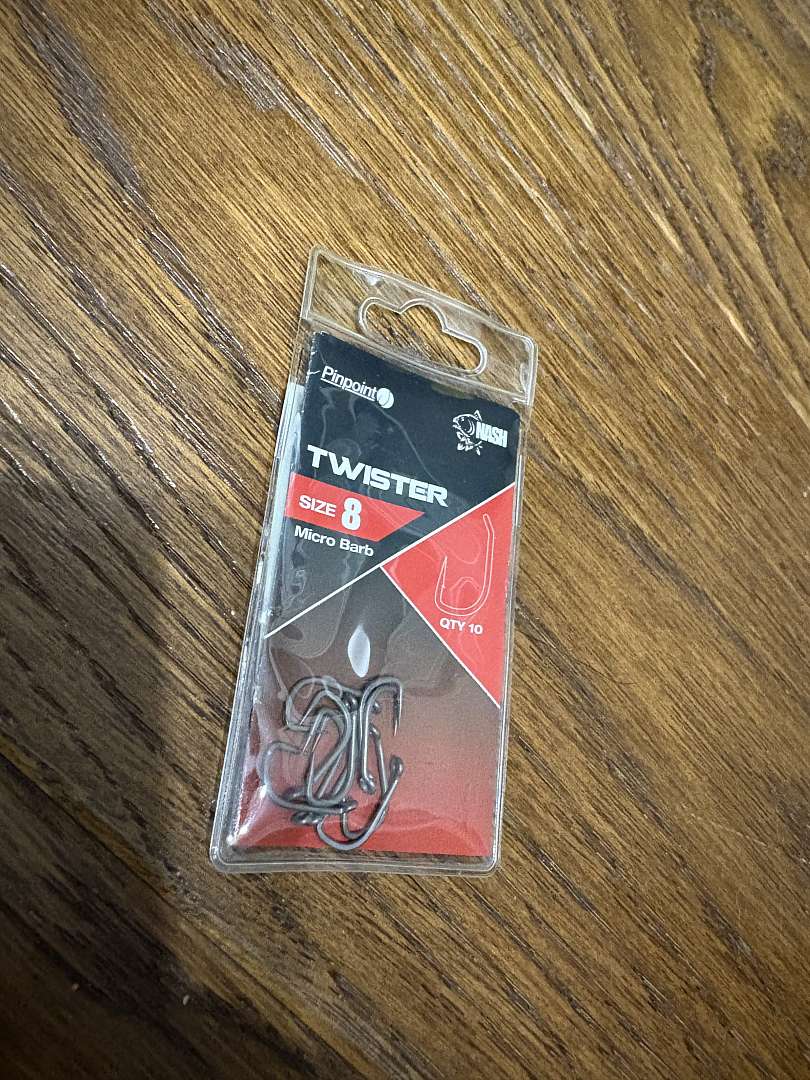 Pinpoint
NASH
TWISTER
SIZE 8
Micro Barb
QTY 10